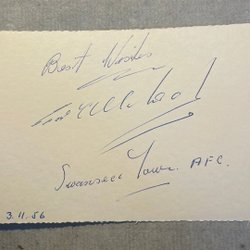 Best Wishes
Swansea Town. AFC.
3.11.56